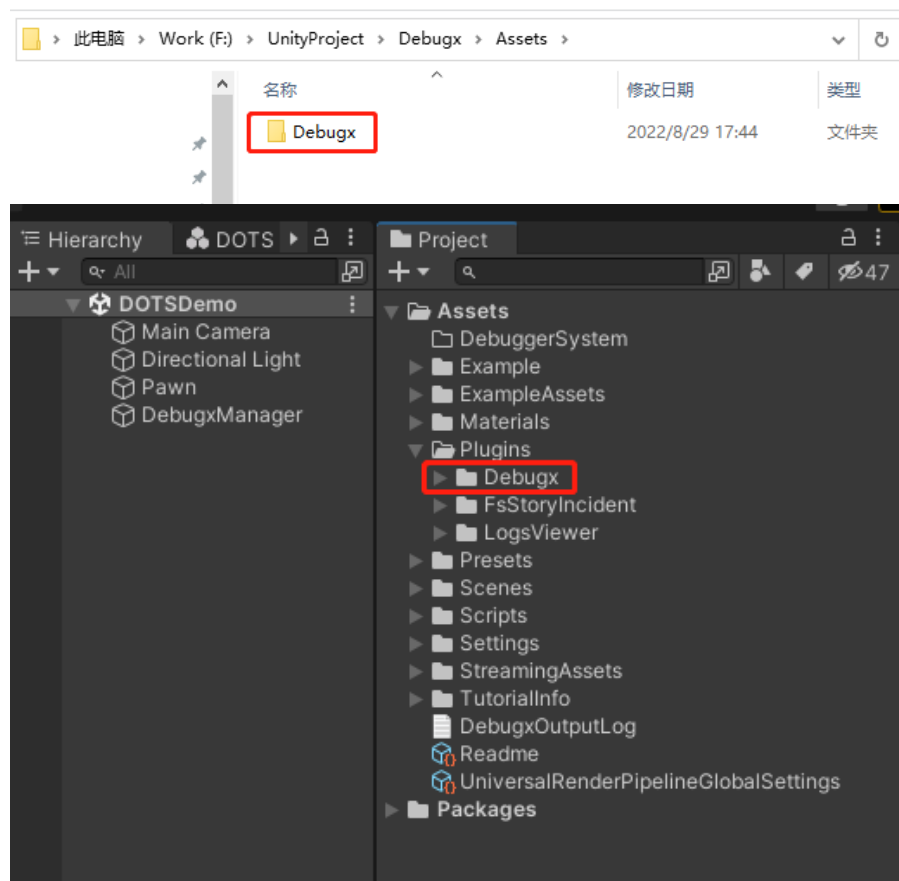 此电脑 › Work (F:) › UnityProject › Debugx › Assets ›
名称 修改日期 类型
Debugx 2022/8/29 17:44 文件夹
Hierarchy DOTS
All
DOTSDemo
Main Camera
Directional Light
Pawn
DebugxManager
Project
47
Assets
DebuggerSystem
Example
ExampleAssets
Materials
Plugins
Debugx
FsStoryIncident
LogsViewer
Presets
Scenes
Scripts
Settings
StreamingAssets
TutorialInfo
DebugxOutputLog
Readme
UniversalRenderPipelineGlobalSettings
Packages